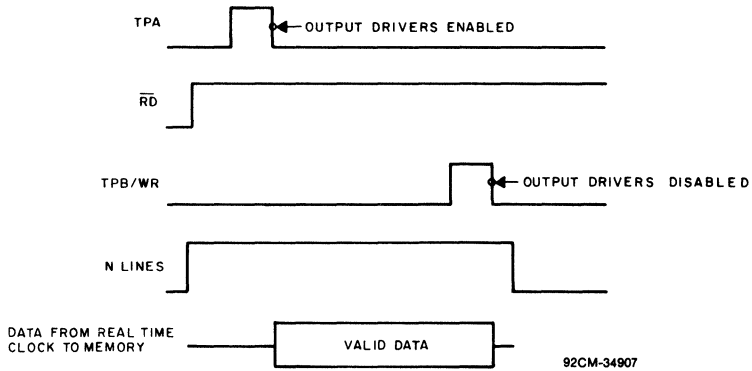 TPA
OUTPUT DRIVERS ENABLED
RD
TPB/WR
OUTPUT DRIVERS DISABLED
N LINES
DATA FROM REAL TIME
CLOCK TO MEMORY
VALID DATA
92CM-34907